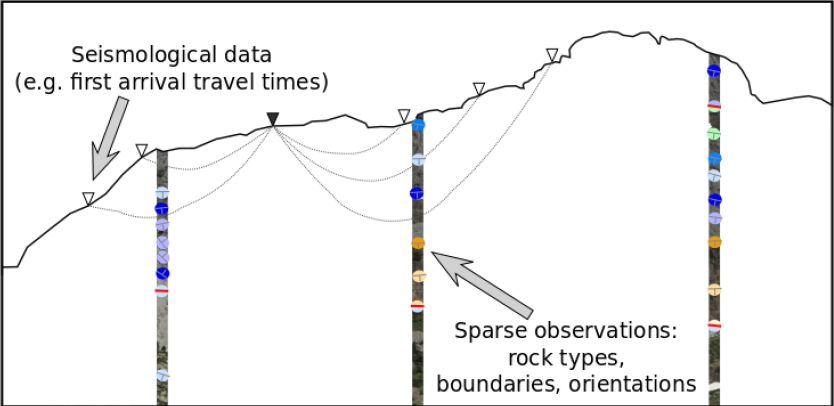 Seismological data
(e.g. first arrival travel times)
Sparse observations:
rock types,
boundaries, orientations